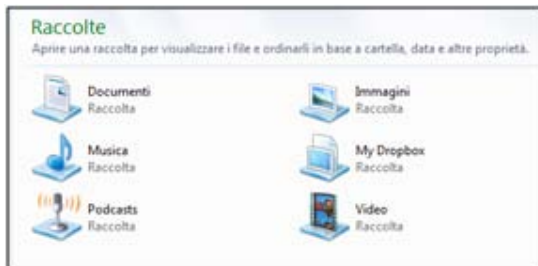 Raccolte
Aprire una raccolta per visualizzare i file e ordinarli in base a cartella, data e altre proprietà.
Documenti
Raccolta
Immagini
Raccolta
Musica
Raccolta
My Dropbox
Raccolta
Podcasts
Raccolta
Video
Raccolta